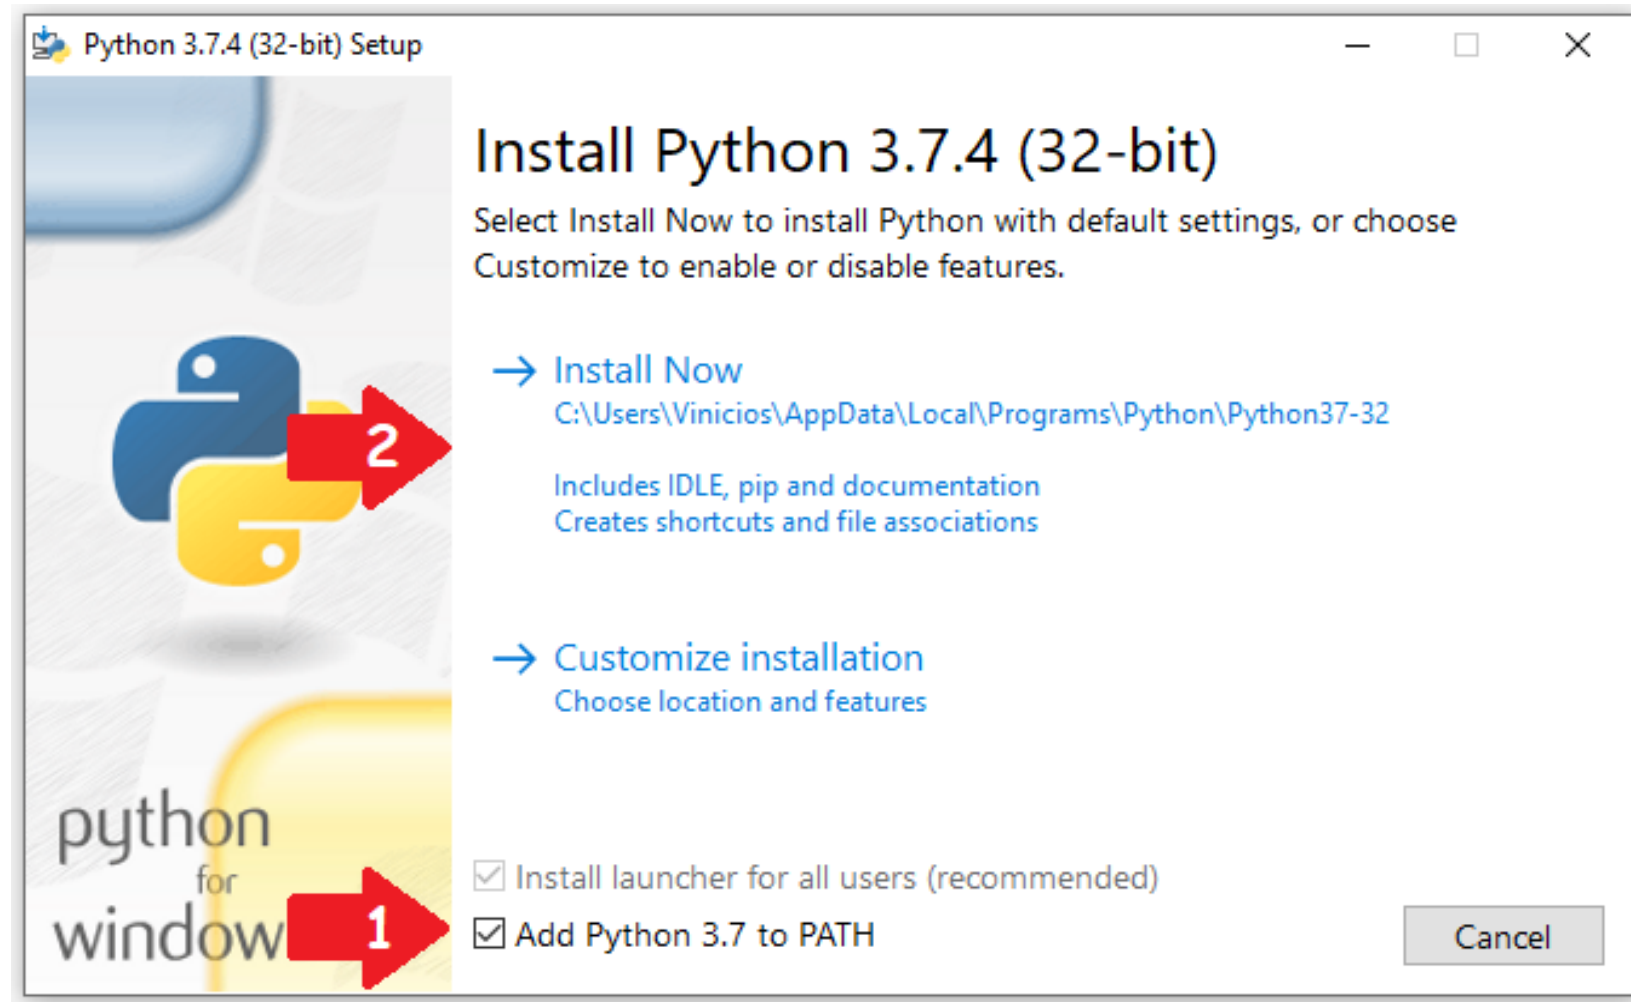 Python 3.7.4 (32-bit) Setup
Install Python 3.7.4 (32-bit)
Select Install Now to install Python with default settings, or choose
Customize to enable or disable features.
Install Now
C:\Users\Vinicios\AppData\Local\Programs\Python\Python37-32
2
Includes IDLE, pip and documentation
Creates shortcuts and file associations
Customize installation
Choose location and features
python
for
window
Install launcher for all users (recommended)
1
Add Python 3.7 to PATH
Cancel